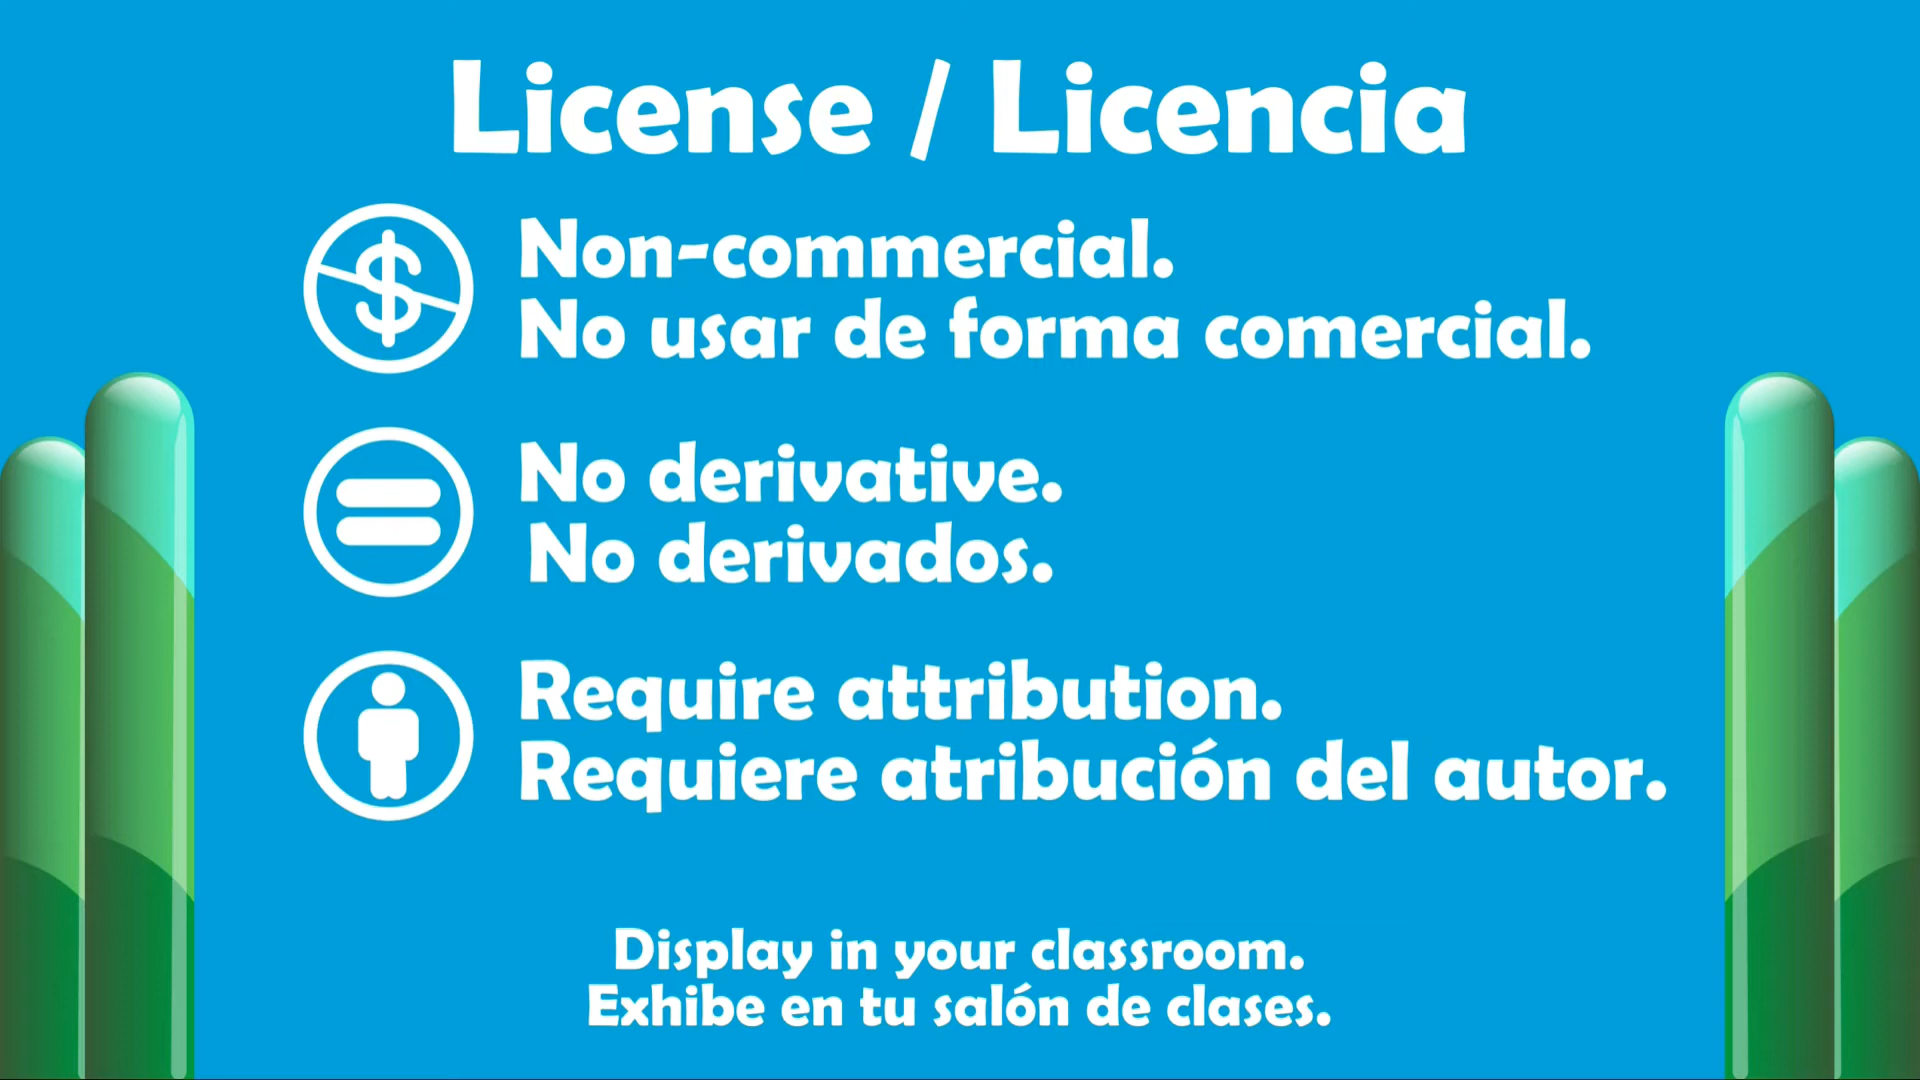 License / Licencia
Non-commercial.
No usar de forma comercial.
No derivative.
No derivados.
Require attribution.
Requiere atribución del autor.
Display in your classroom.
Exhibe en tu salón de clases.